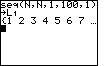 seq(N,N,1,100,1)
→L₁
{1 2 3 4 5 6 7 …